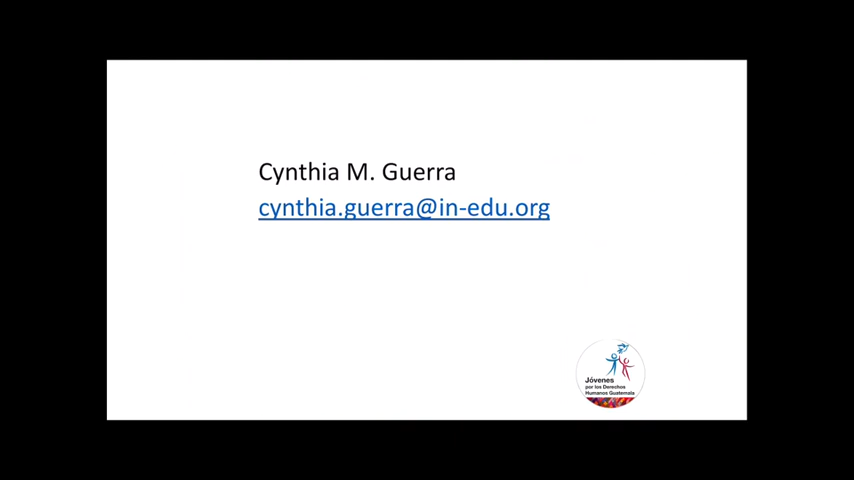 Cynthia M. Guerra
cynthia.guerra@in-edu.org
Jóvenes
por los Derechos
Humanos Guatemala